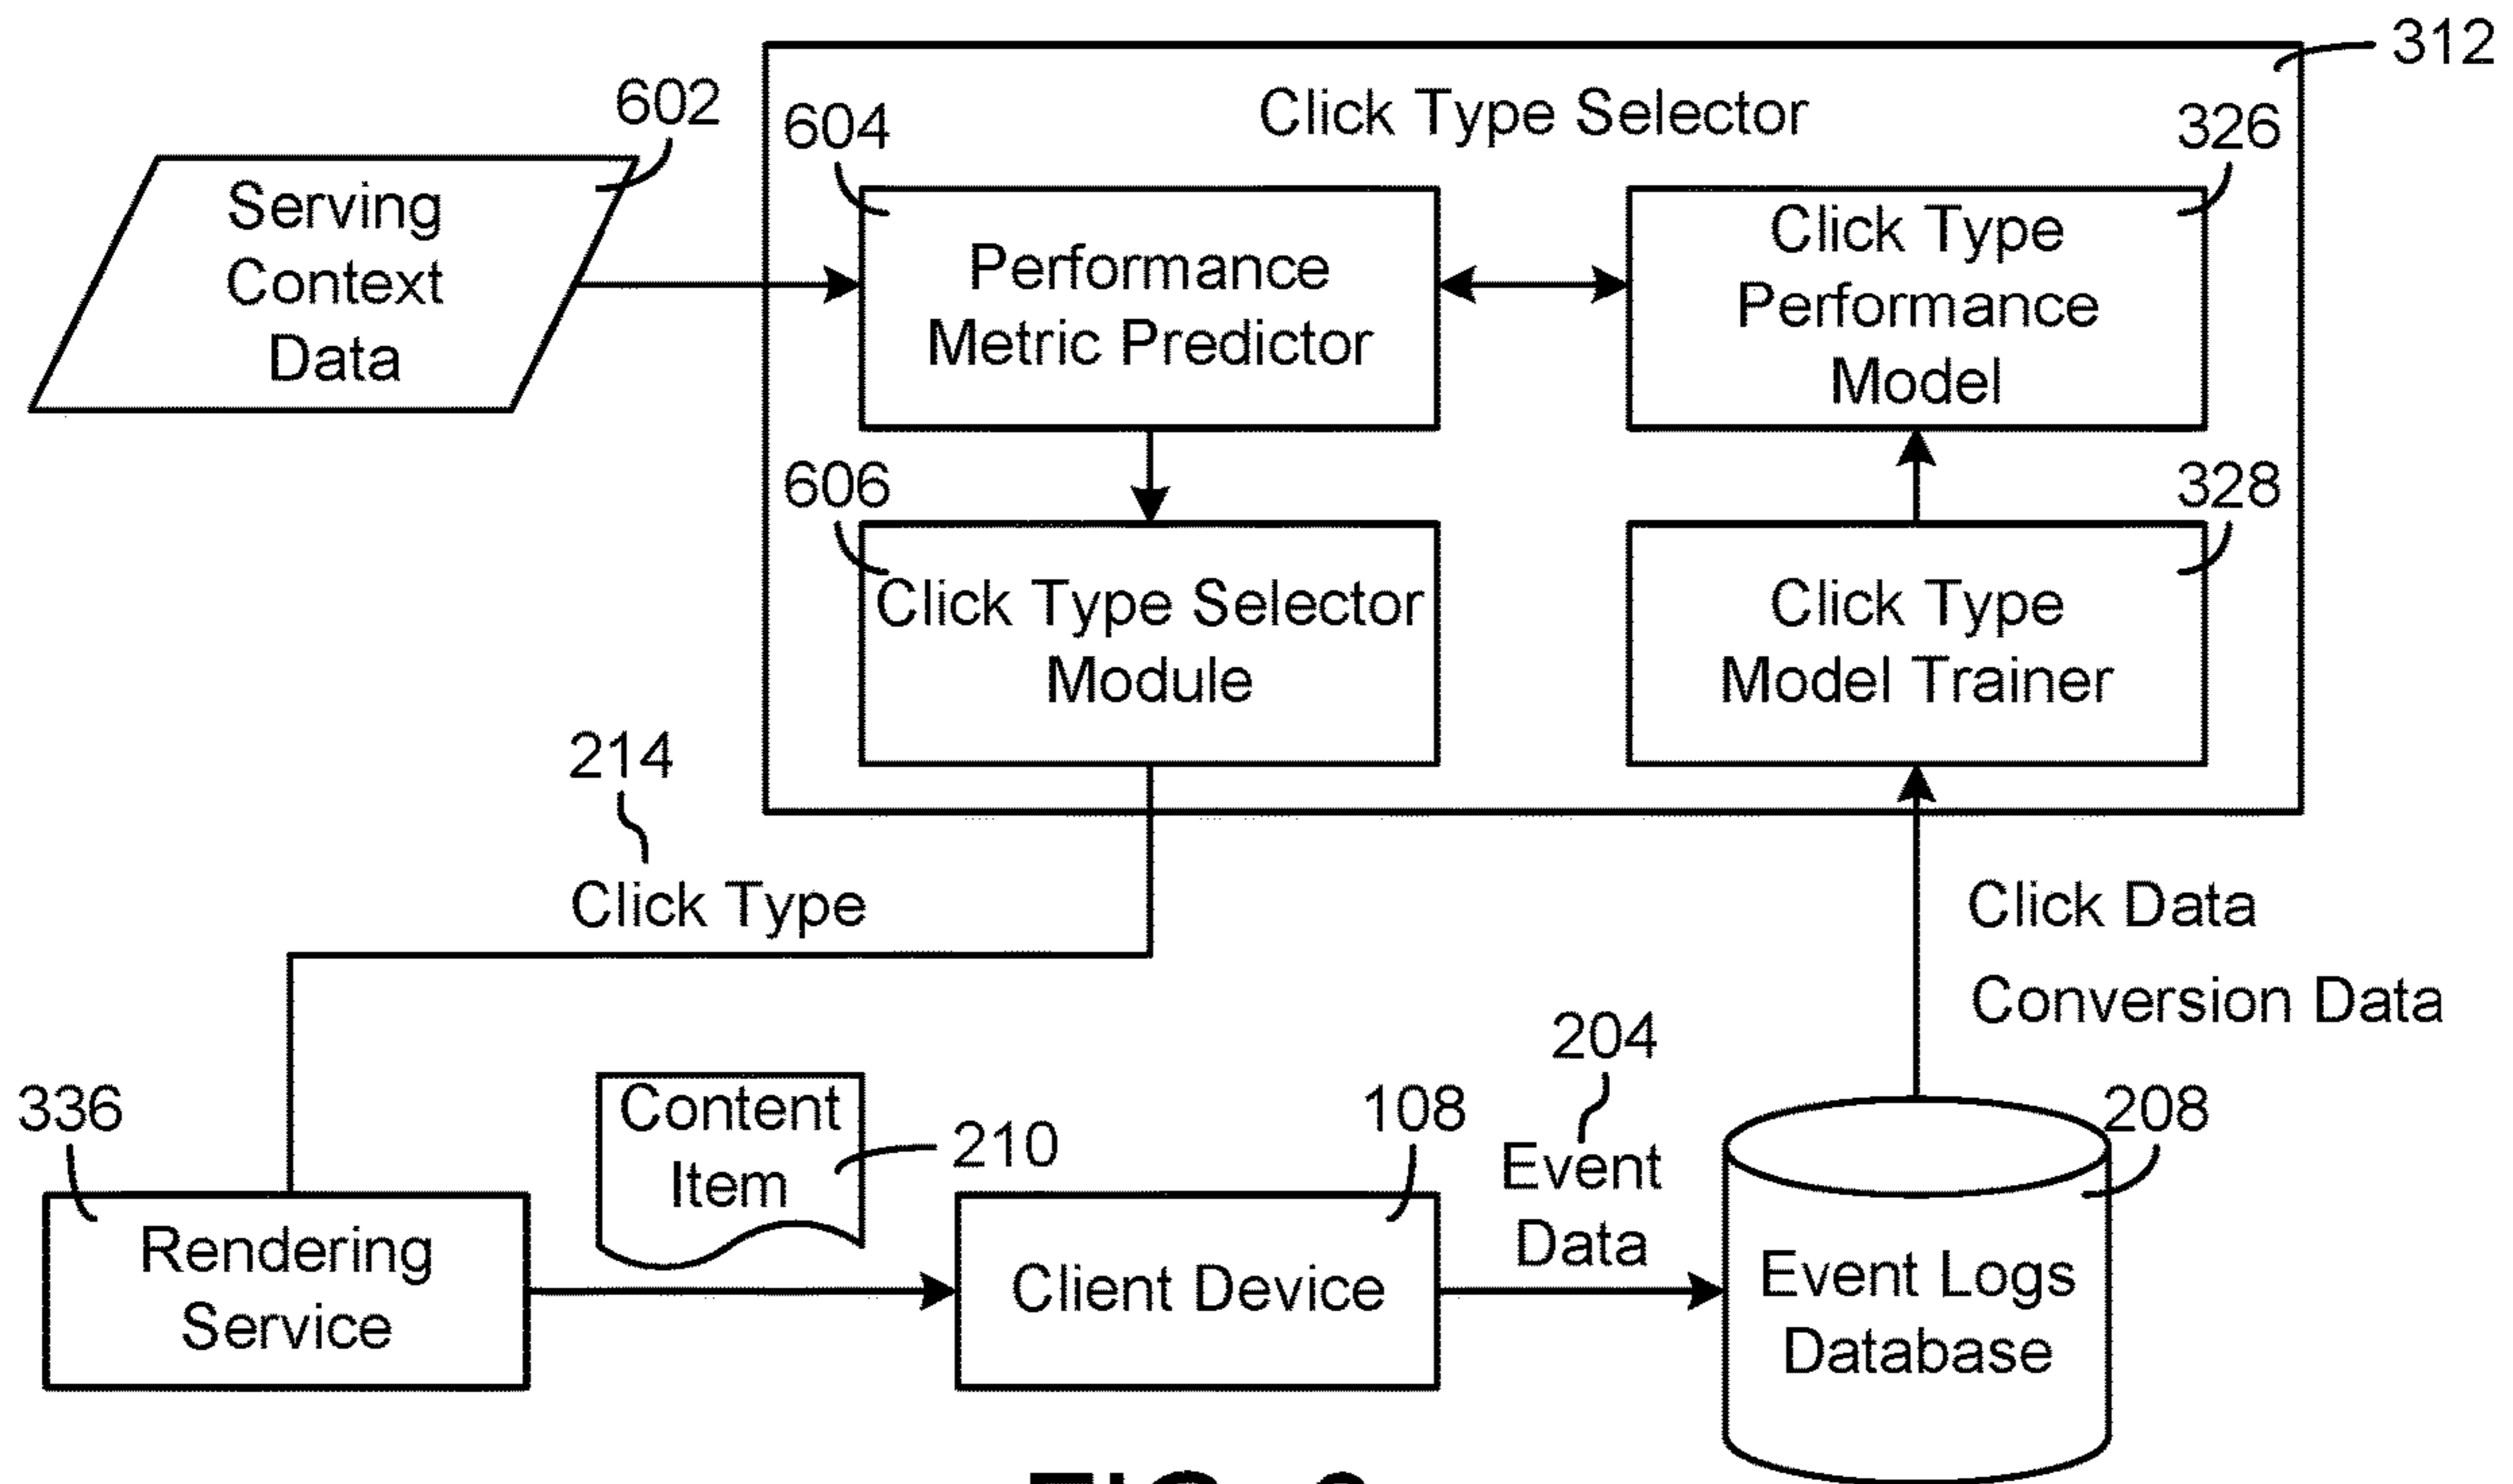 312
Click Type Selector
602
604
326
Serving
Context
Data
Performance
Metric Predictor
Click Type
Performance
Model
606
328
Click Type Selector
Module
Click Type
Model Trainer
214
Click Type
Click Data
Conversion Data
204
Event
Data
336
Content
Item
210
108
208
Rendering
Service
Client Device
Event Logs
Database